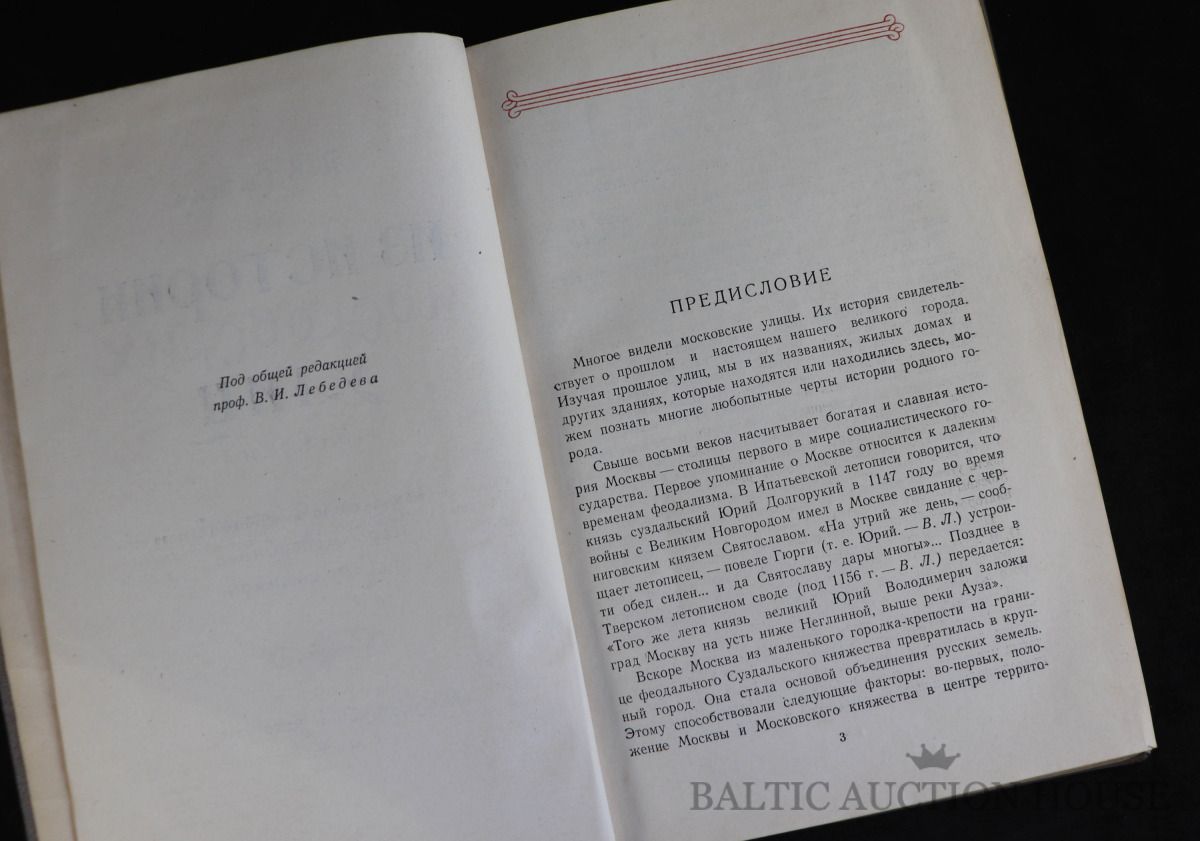 Под общей редакцией
проф. В. И. Лебедева
ПРЕДИСЛОВИЕ
Многое видели московские улицы. Их история свидетель-
ствует о прошлом и настоящем нашего великого города.
Изучая прошлое улиц, мы в их названиях, жилых домах и
других зданиях, которые находятся или находились здесь, мо-
жем познать многие любопытные черты истории родного го-
рода.
Свыше восьми веков насчитывает богатая и славная исто-
рия Москвы — столицы первого в мире социалистического го-
сударства. Первое упоминание о Москве относится к далеким
временам феодализма. В Ипатьевской летописи говорится, что
князь суздальский Юрий Долгорукий в 1147 году во время
войны с Великим Новгородом имел в Москве свидание с чер-
ниговским князем Святославом. «На утрий же день, — сооб-
щает летописец, — повеле Гюрги (т. е. Юрий. — В. Л.) устрои-
ти обед силен... и да Святославу дары многы»... Позднее в
Тверском летописном своде (под 1156 г. — В. Л.) передается:
«Того же лета князь великий Юрий Володимерич заложи
град Москву на усть ниже Неглинной, выше реки Ауза».
Вскоре Москва из маленького городка-крепости на грани-
це феодального Суздальского княжества превратилась в круп-
ный город. Она стала основой объединения русских земель.
Этому способствовали следующие факторы: во-первых, поло-
жение Москвы и Московского княжества в центре террито-
3
BALTIC AUCTION HOUSE